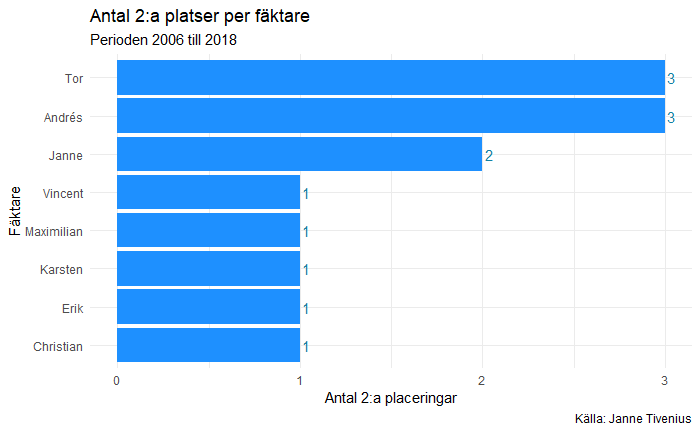 Antal 2:a platser per fäktare
Perioden 2006 till 2018
Fäktare
Tor 3
Andrés 3
Janne 2
Vincent 1
Maximilian 1
Karsten 1
Erik 1
Christian 1
0 1 2 3
Antal 2:a placeringar
Källa: Janne Tivenius